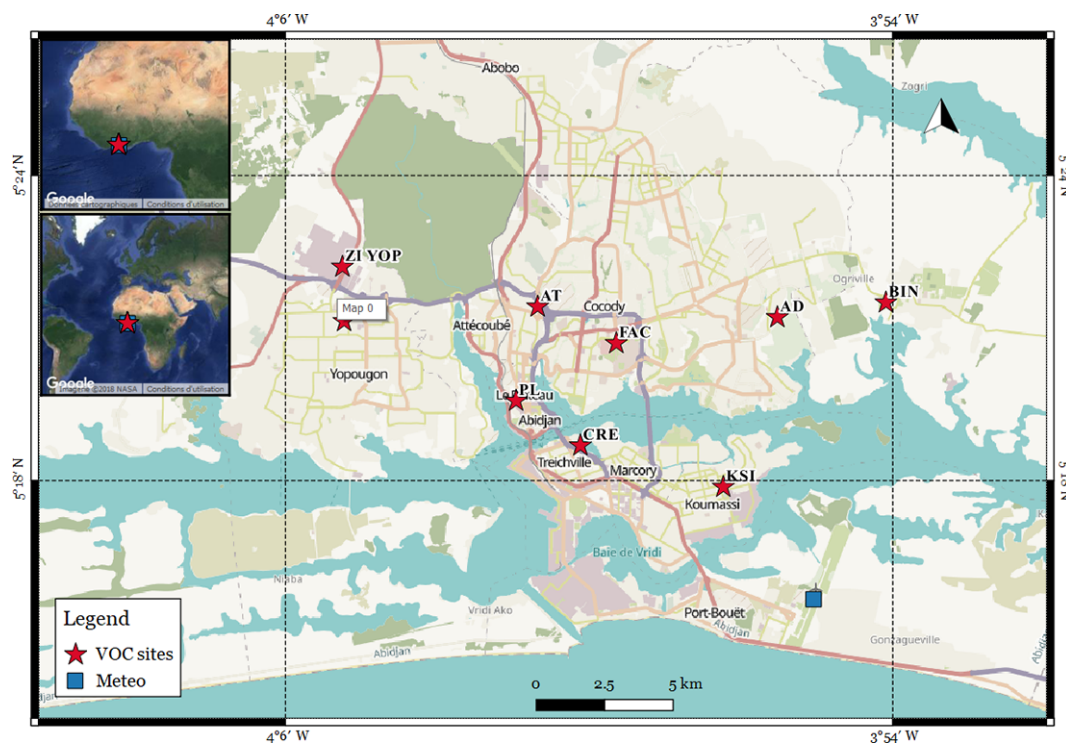 4°6′ W
3°54′ W
Abobo
Zogri
5°24′N
5°24′N
Google
Données cartographiques
Conditions d'utilisation
ZI YOP
Ogriville
BIN
Map 0
AT
Cocody
AD
Attécoubé
FAC
Yopougon
Google
Imagine ©2018 NASA
Conditions d'utilisation
PL
Le Plateau
Abidjan
CRE
Treichville
Marcory
KSI
5°18′N
Koumassi
Baie de Vridi
Niaba
Vridi Ako
Port-Bouët
Abidjan
Gonzagueville
Abidjan
Legend
VOC sites
Meteo
0 2.5 5 km
4°6′ W
3°54′ W